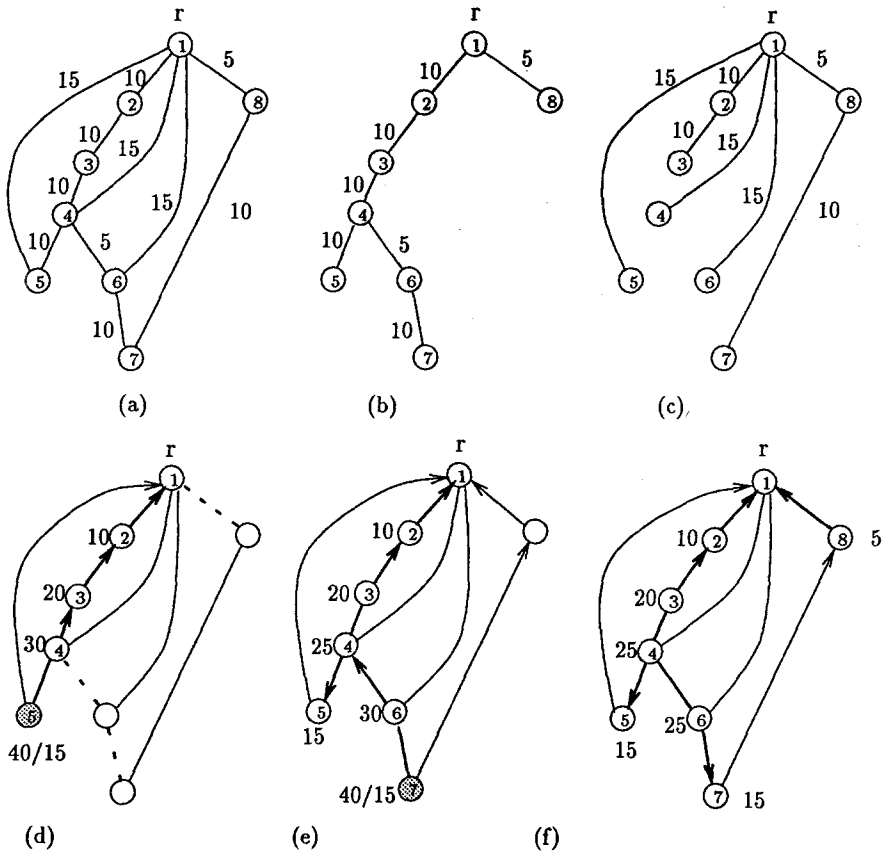 r r r
1 5 1 5 1 5
15 10 10 15 10
2 8 2 8 2 8
10 15 10 10 15
3 3 3
10 10
4 15 4 4 15
10 5 10 10 5 10
5 6 5 6 5 6
10 10
7 7 7
(a) (b) (c)
r r r
1 1 1
10 2 10 2 10 2 8 5
20 3 20 3 20 3
30 4 25 4 25 4
5 5 30 6 5 25 6
40/15 15 15
40/15 7 7 15
(d) (e) (f)